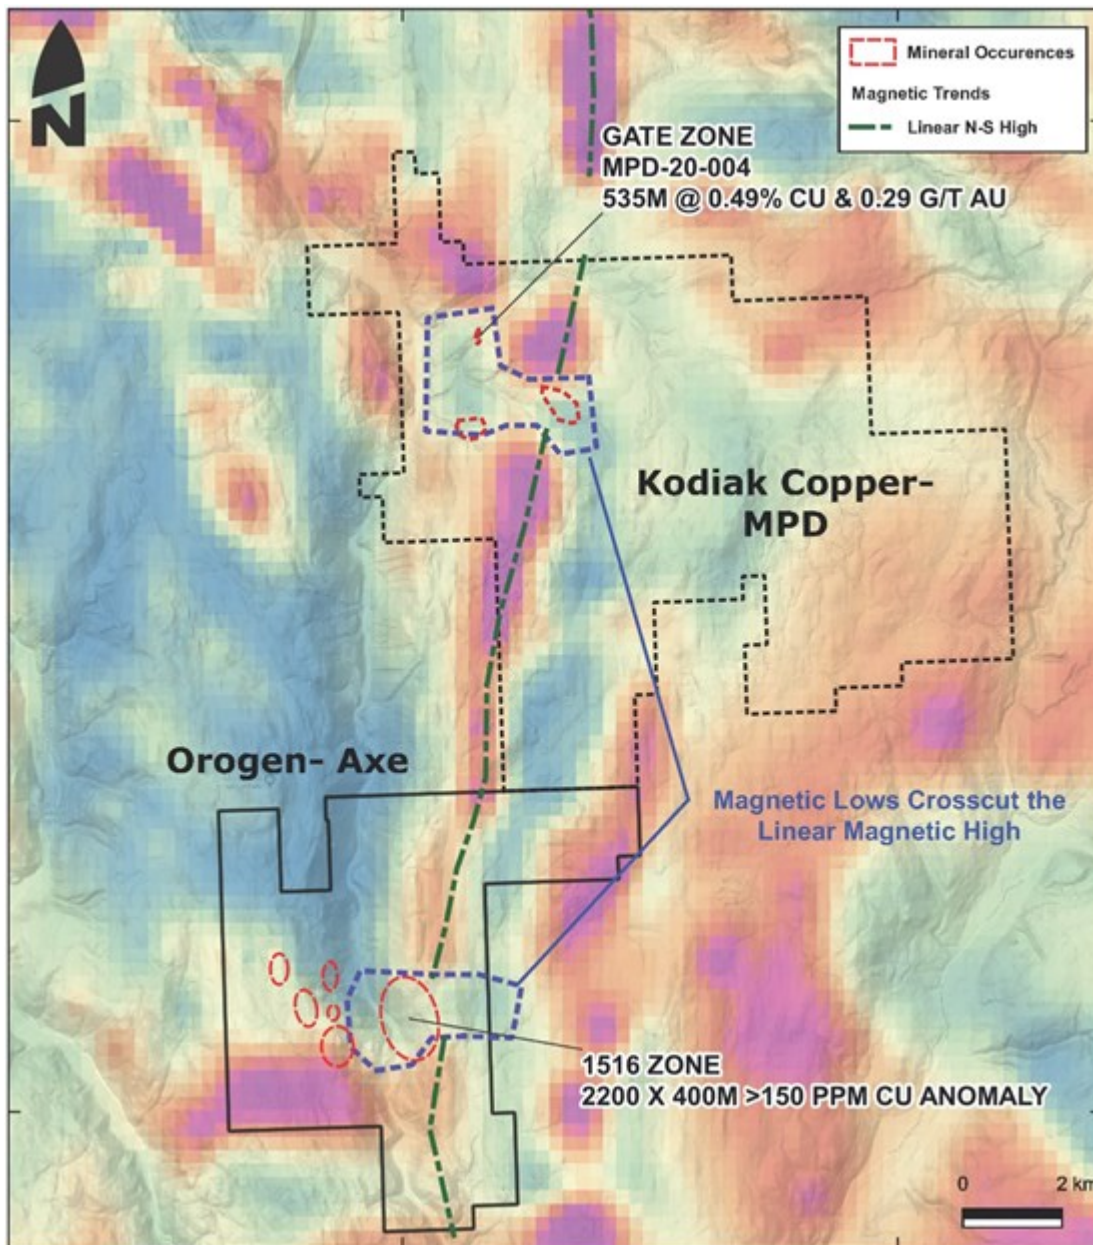 N
Mineral Occurences
Magnetic Trends
Linear N-S High
GATE ZONE
MPD-20-004
535M @ 0.49% CU & 0.29 G/T AU
Kodiak Copper-
MPD
Orogen- Axe
Magnetic Lows Crosscut the
Linear Magnetic High
1516 ZONE
2200 X 400M >150 PPM CU ANOMALY
0 2 km